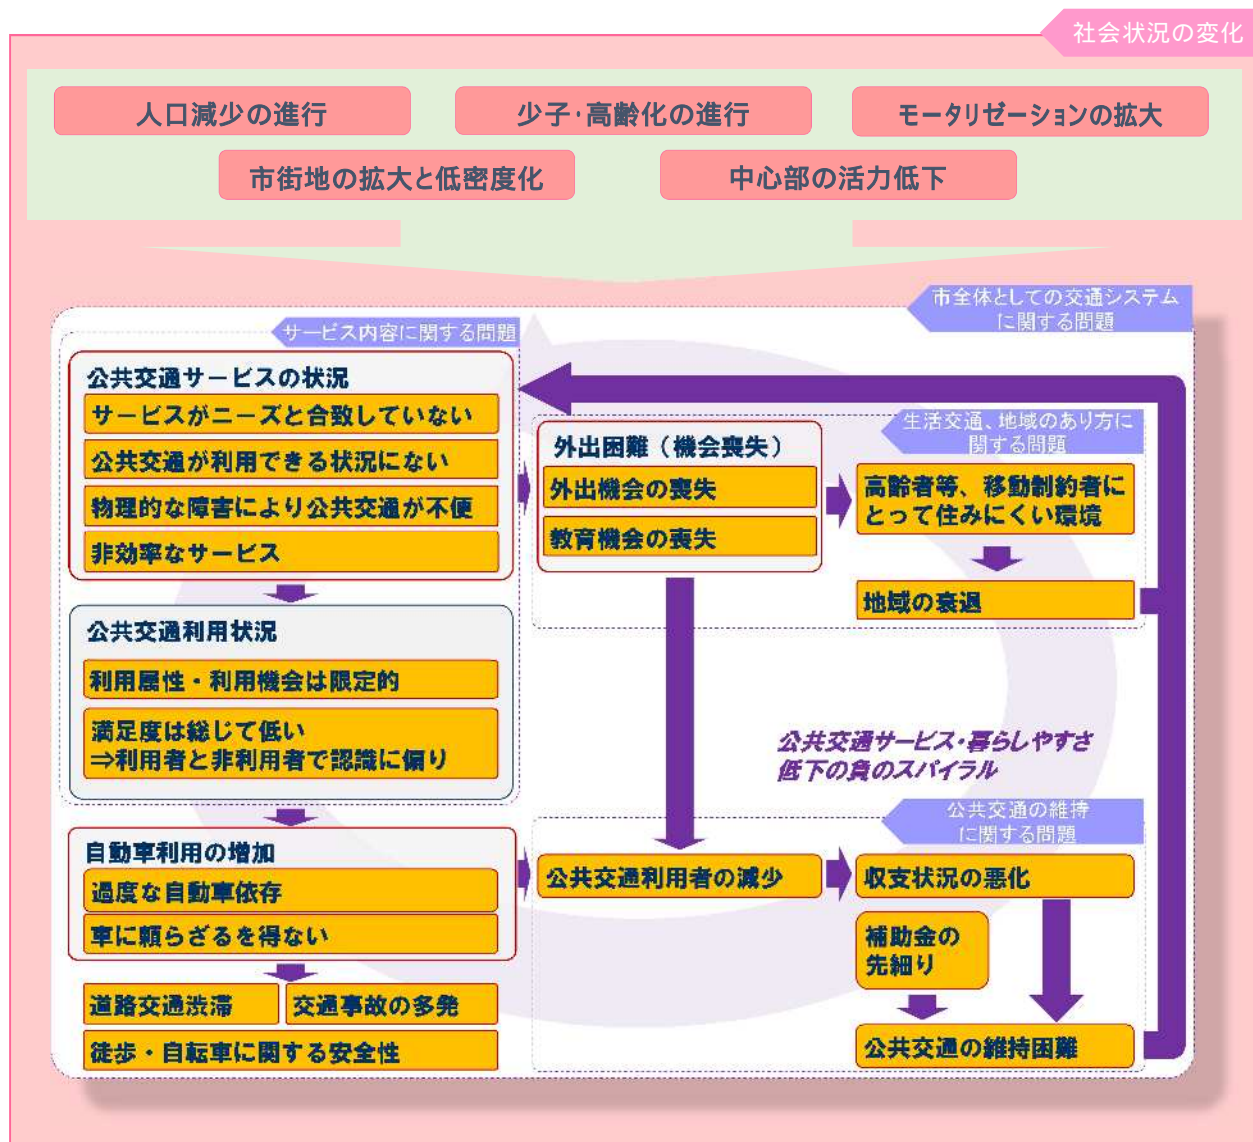 社会状況の変化
人口減少の進行
少子・高齢化の進行
モータリゼーションの拡大
市街地の拡大と低密度化
中心部の活力低下
市全体としての交通システム
に関する問題
サービス内容に関する問題
公共交通サービスの状況
サービスがニーズと合致していない
公共交通が利用できる状況にない
物理的な障害により公共交通が不便
非効率なサービス
公共交通利用状況
利用属性・利用機会は限定的
満足度は総じて低い
⇒利用者と非利用者で認識に偏り
自動車利用の増加
過度な自動車依存
車に頼らざるを得ない
道路交通渋滞
交通事故の多発
徒歩・自転車に関する安全性
生活交通、地域のあり方に
関する問題
外出困難（機会喪失）
外出機会の喪失
教育機会の喪失
高齢者等、移動制約者に
とって住みにくい環境
地域の衰退
公共交通サービス・暮らしやすさ
低下の負のスパイラル
公共交通の維持
に関する問題
公共交通利用者の減少
収支状況の悪化
補助金の
先細り
公共交通の維持困難